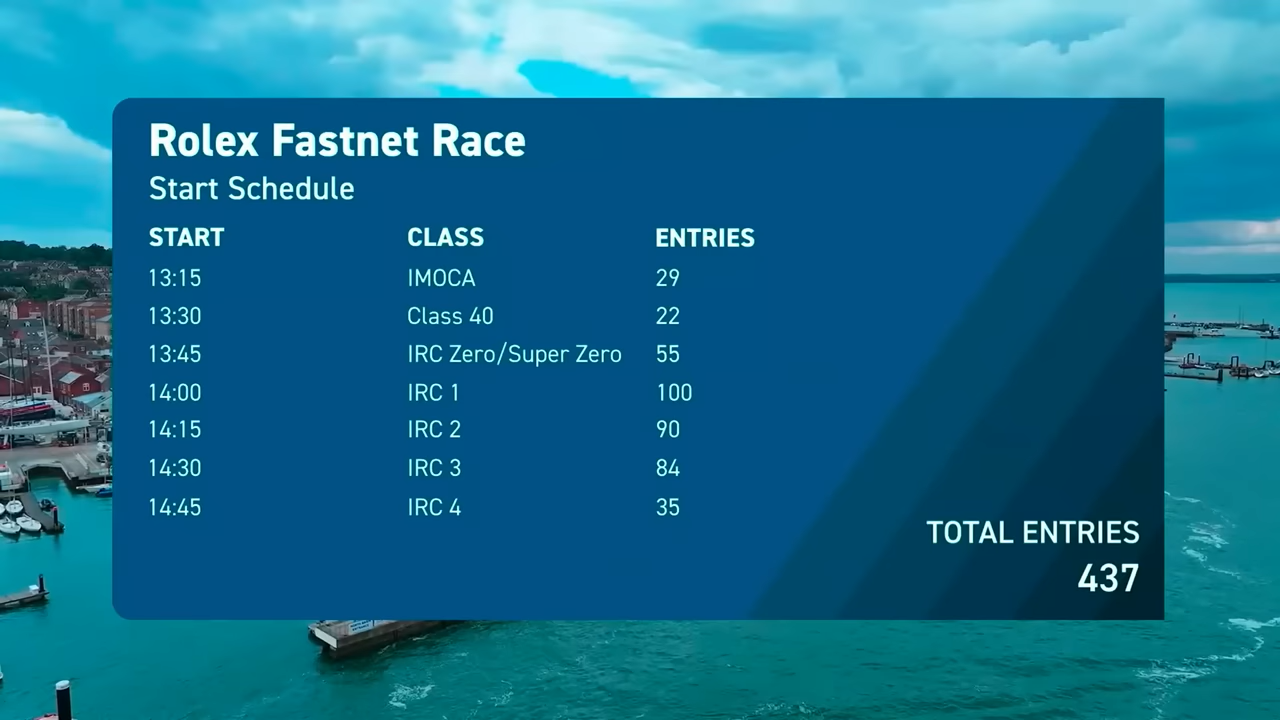 Rolex Fastnet Race
Start Schedule
START CLASS ENTRIES
13:15 IMOCA 29
13:30 Class 40 22
13:45 IRC Zero/Super Zero 55
14:00 IRC 1 100
14:15 IRC 2 90
14:30 IRC 3 84
14:45 IRC 4 35
TOTAL ENTRIES
437